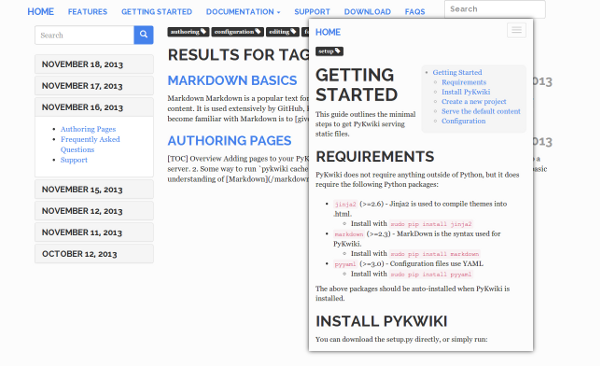 HOME FEATURES GETTING STARTED DOCUMENTATION SUPPORT DOWNLOAD FAQS
Search
Search
NOVEMBER 18, 2013
NOVEMBER 17, 2013
NOVEMBER 16, 2013
Authoring Pages
Frequently Asked
Questions
Support
NOVEMBER 15, 2013
NOVEMBER 12, 2013
NOVEMBER 11, 2013
OCTOBER 12, 2013
authoring configuration editing
RESULTS FOR TAG
MARKDOWN BASICS
Markdown Markdown is a popular text for
content. It is used extensively by GitHub,
become familiar with Markdown is to [give
2013
AUTHORING PAGES
2013
[TOC] Overview Adding pages to your PyK
to a
server. 2. Some way to run `pykwiki cache
basic
understanding of [Markdown](/markdown
HOME
setup
GETTING
STARTED
This guide outlines the minimal
steps to get PyKwiki serving
static files.
Getting Started
Requirements
Install PyKwiki
Create a new project
Serve the default content
Configuration
REQUIREMENTS
PyKwiki does not require anything outside of Python, but it does
require the following Python packages:
jinja2 (>=2.6) - Jinja2 is used to compile themes into
.html.
Install with sudo pip install jinja2
markdown (>=2.3) - MarkDown is the syntax used for
PyKwiki.
Install with sudo pip install markdown
pyyaml (>=3.0) - Configuration files use YAML
Install with sudo pip install pyyaml
The above packages should be auto-installed when PyKwiki is
installed.
INSTALL PYKWIKI
You can download the setup.py directly, or simply run: